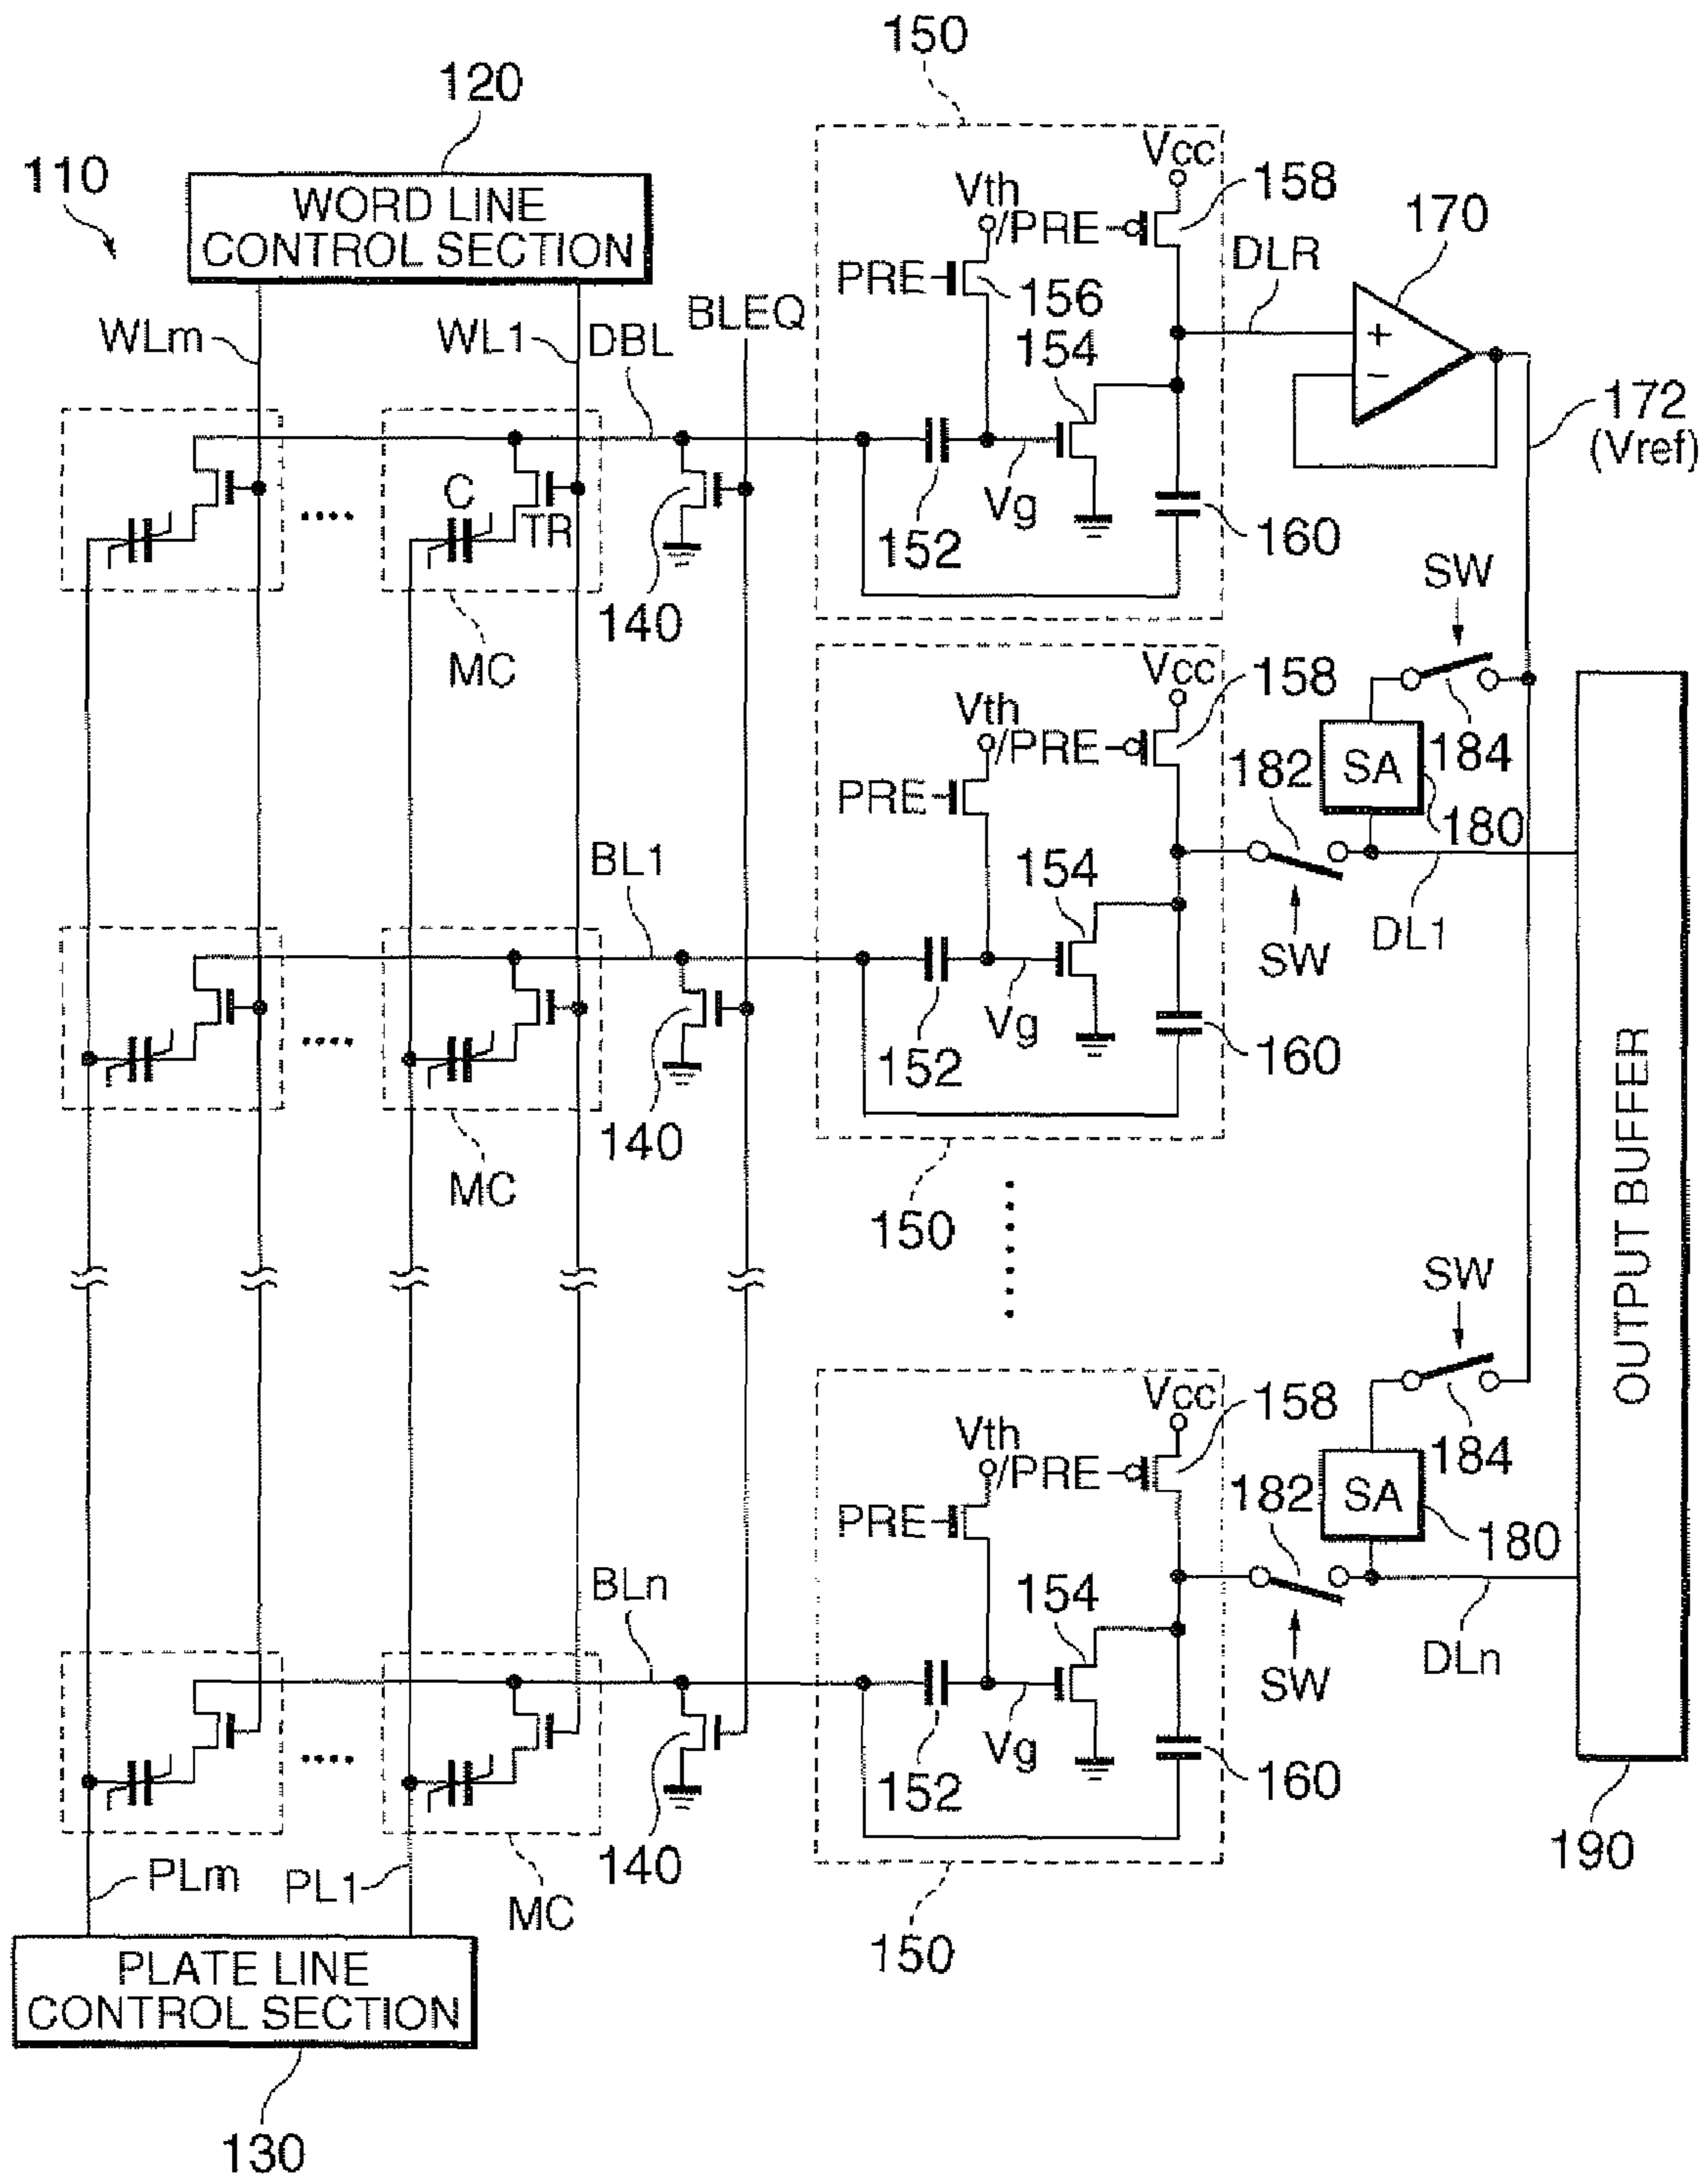 150
120
110
WORD LINE
CONTROL SECTION
Vcc
158
Vth
/PRE
170
PRE
156
DLR
WLm
WL1
DBL
BLEQ
154
+
−
172
(Vref)
C
TR
Vg
152
160
140
SW
MC
Vcc
158
Vth
/PRE
184
SA
182
PRE
180
BL1
154
DL1
SW
Vg
152
160
140
MC
150
OUTPUT BUFFER
SW
Vcc
158
Vth
/PRE
184
182
SA
PRE
180
BLn
154
DLn
SW
Vg
152
160
140
190
PLm
PL1
MC
150
PLATE LINE
CONTROL SECTION
130